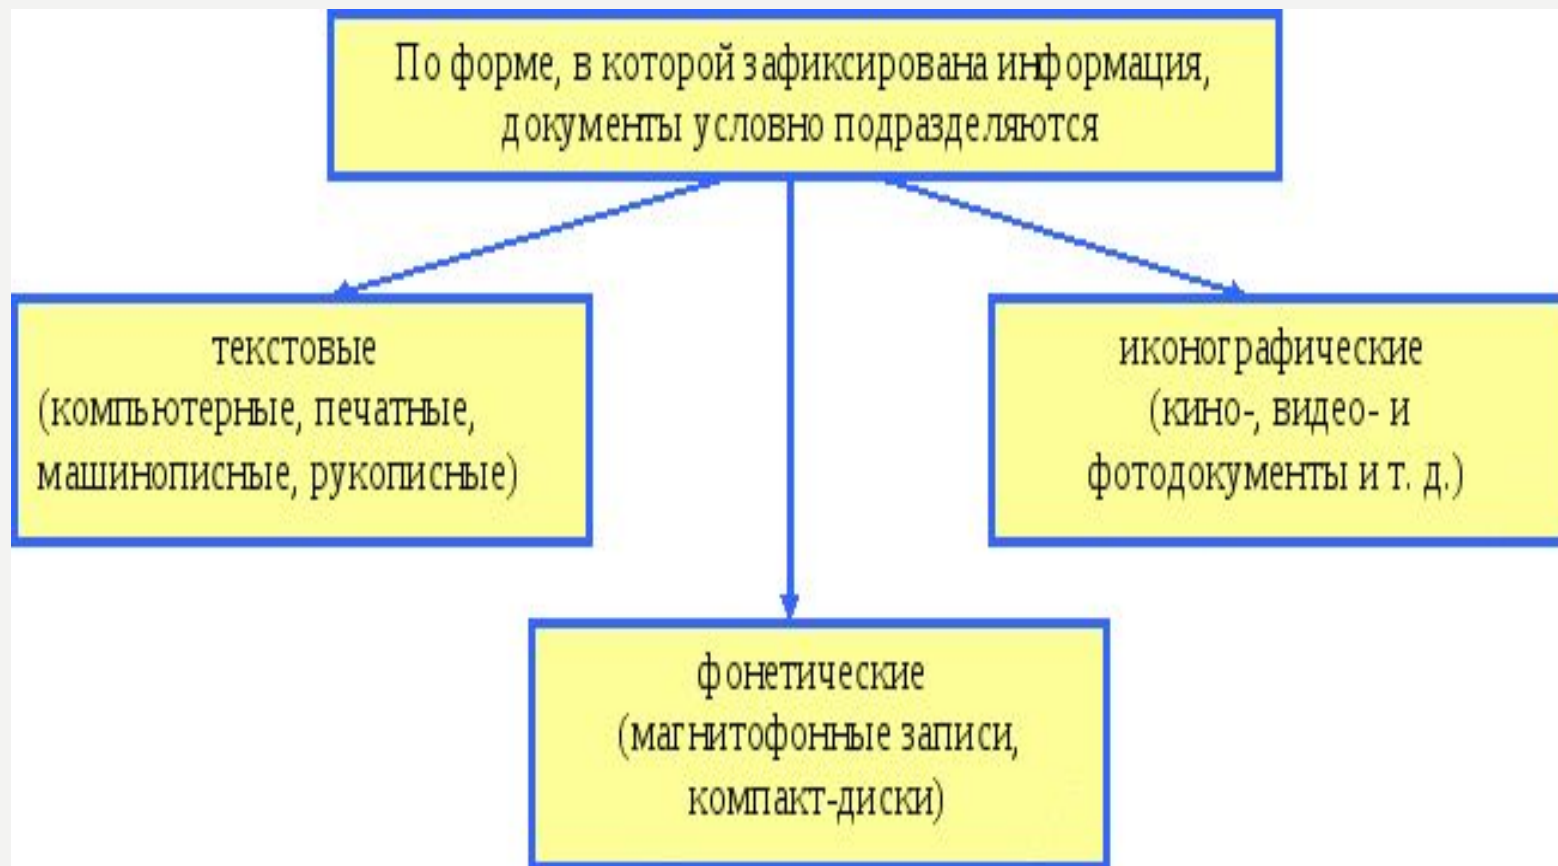 По форме, в которой зафиксирована информация,
документы условно подразделяются
текстовые
(компьютерные, печатные,
машинописные, рукописные)
иконографические
(кино-, видео- и
фотодокументы и т. д.)
фонетические
(магнитофонные записи,
компакт-диски)